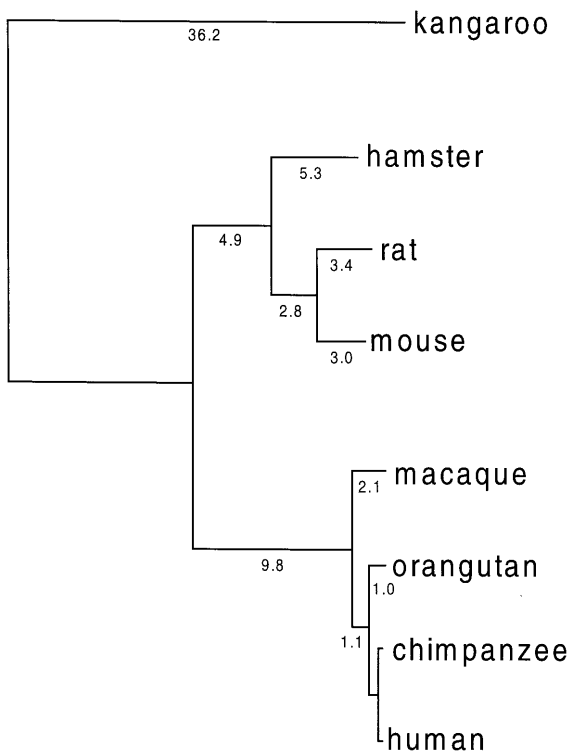 kangaroo
36.2
hamster
5.3
4.9
rat
3.4
2.8
mouse
3.0
macaque
2.1
9.8
orangutan
1.0
1.1
chimpanzee
human